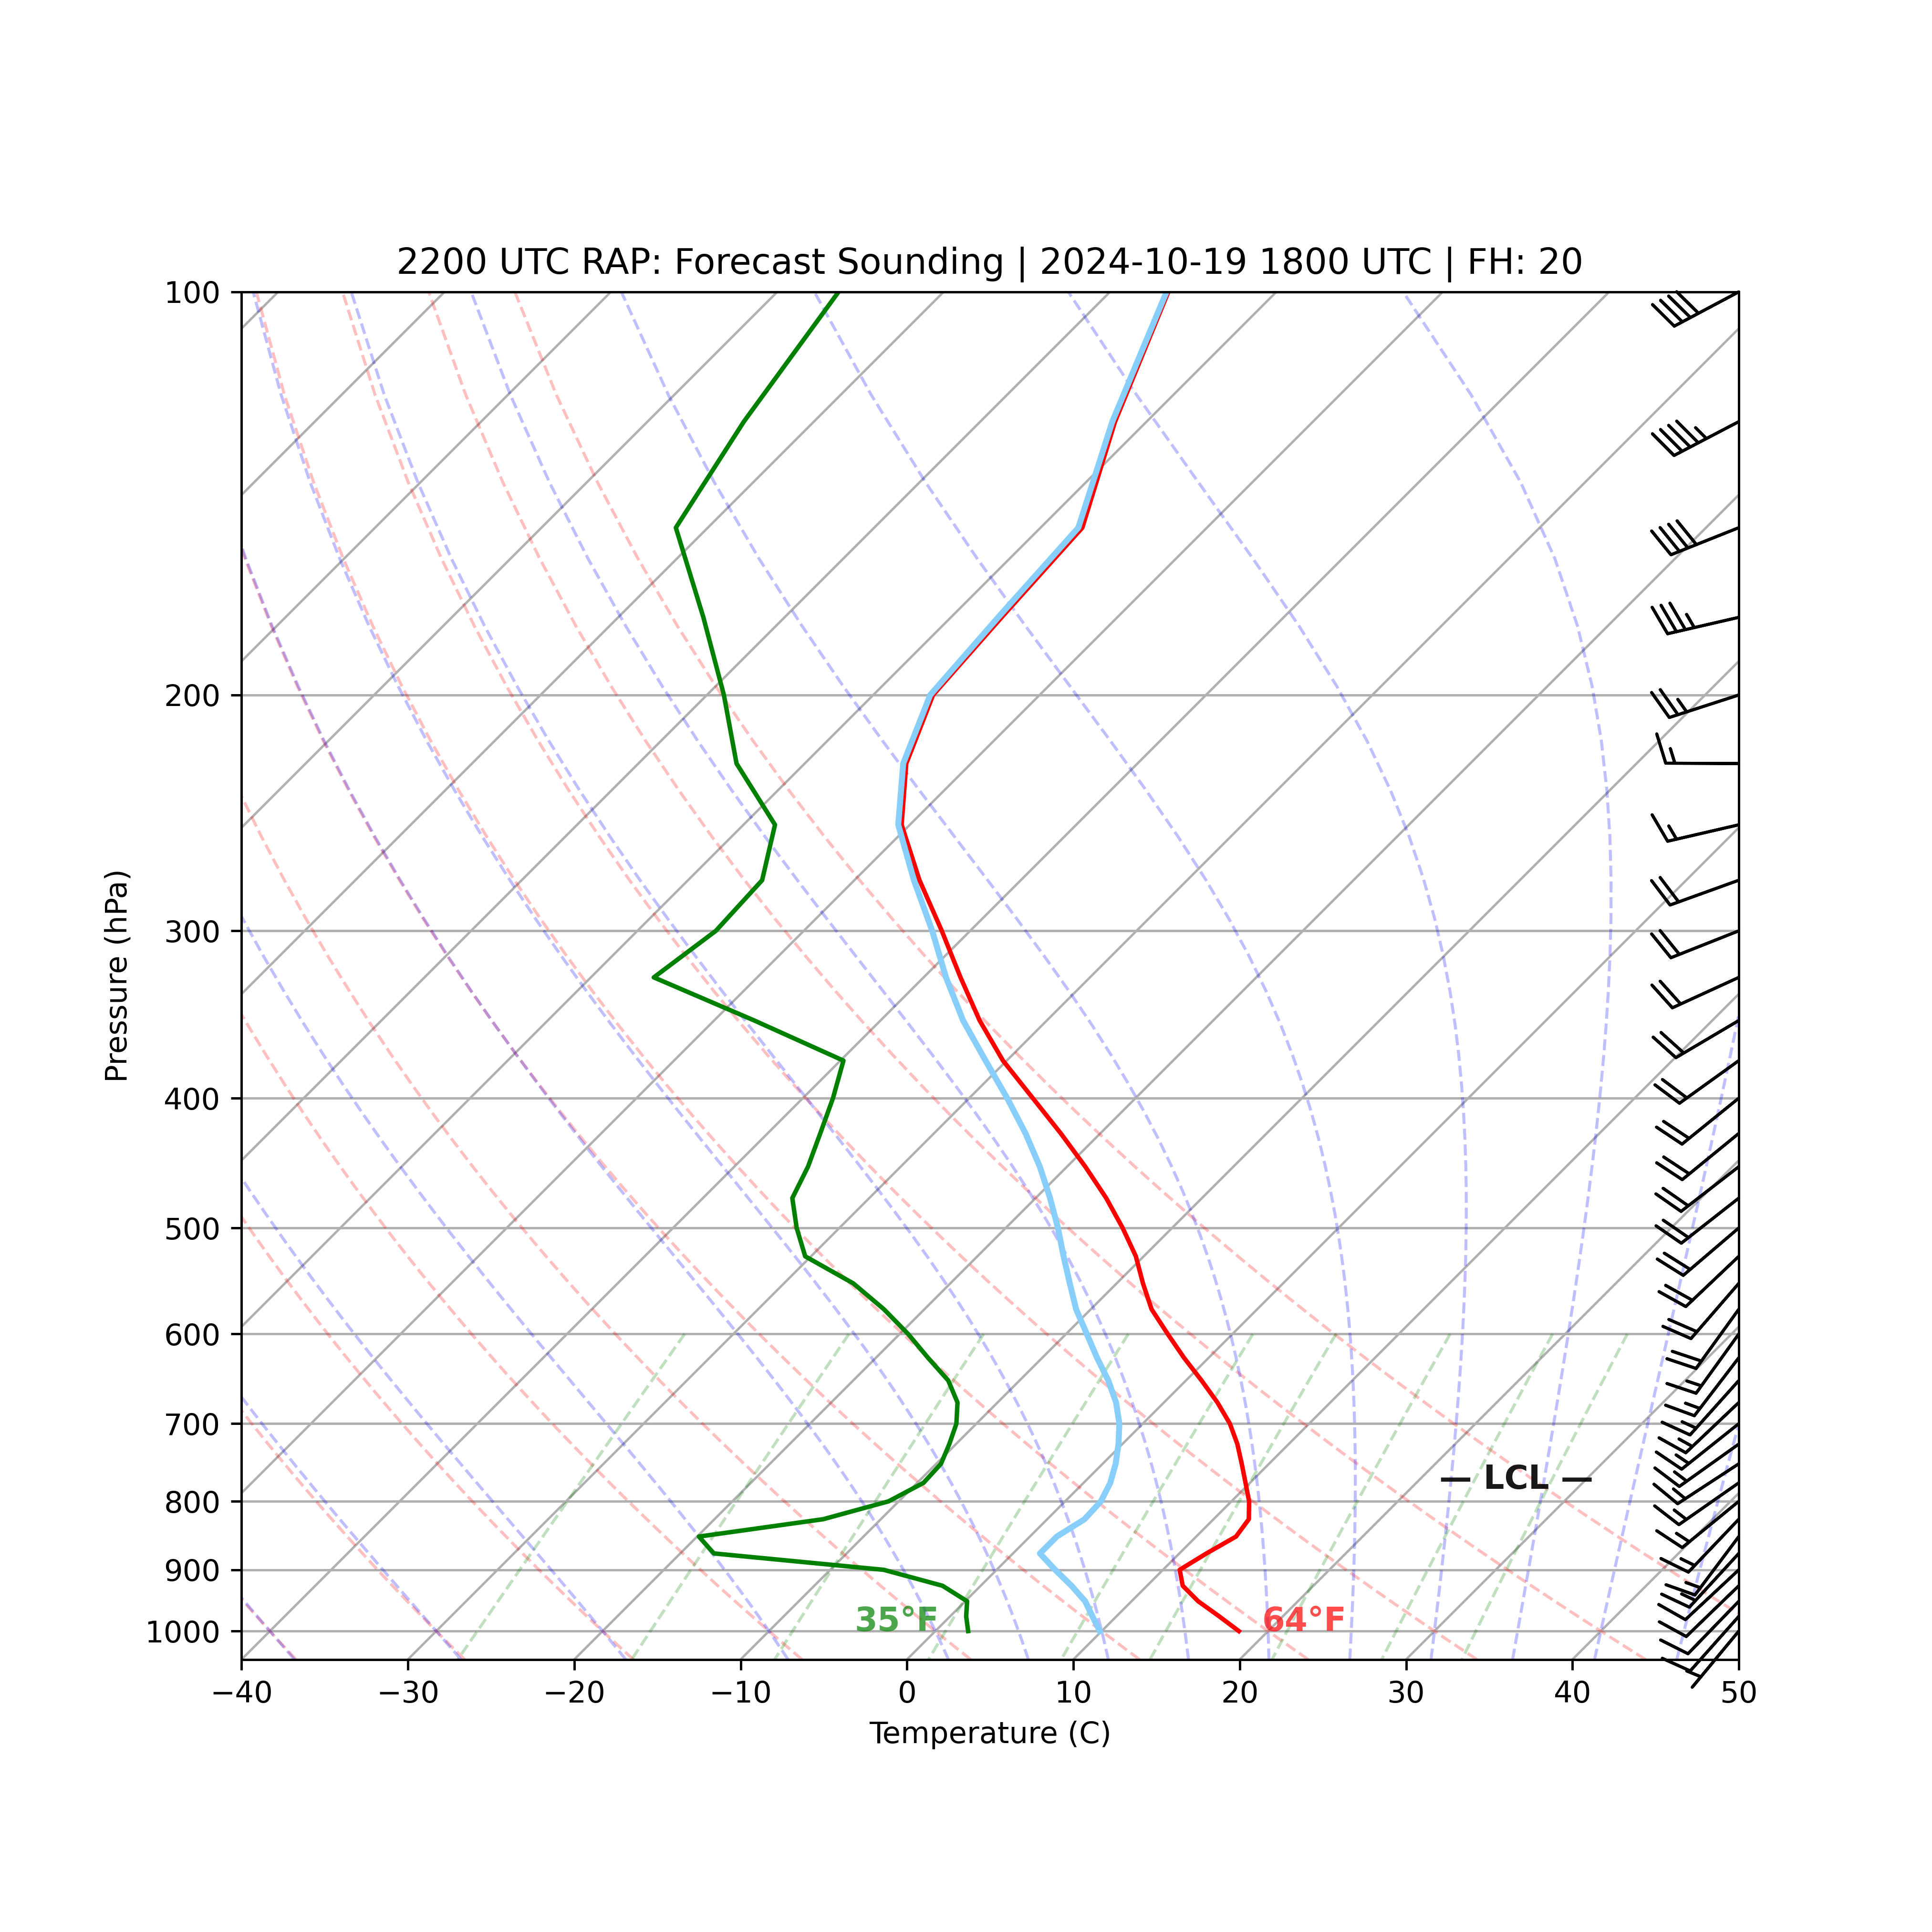 2200 UTC RAP: Forecast Sounding | 2024-10-19 1800 UTC | FH: 20
100
200
300
400
500
600
700
800
900
1000
Pressure (hPa)
— LCL —
35°F
64°F
−40 −30 −20 −10 0 10 20 30 40 50
Temperature (C)